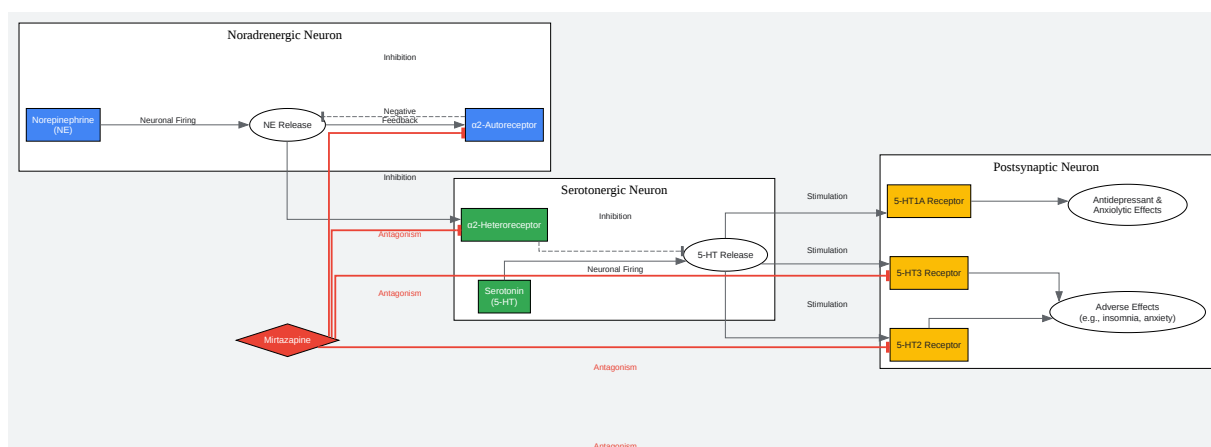 Noradrenergic Neuron
Inhibition
Norepinephrine
(NE)
Neuronal Firing
NE Release
Negative
Feedback
α2-Autoreceptor
Inhibition
Serotonergic Neuron
α2-Heteroreceptor
Inhibition
Antagonism
5-HT Release
Neuronal Firing
Serotonin
(5-HT)
Antagonism
Mirtazapine
Stimulation
Stimulation
Stimulation
Postsynaptic Neuron
5-HT1A Receptor
Antidepressant &
Anxiolytic Effects
5-HT3 Receptor
Adverse Effects
(e.g., insomnia, anxiety)
5-HT2 Receptor
Antagonism
Antagonism